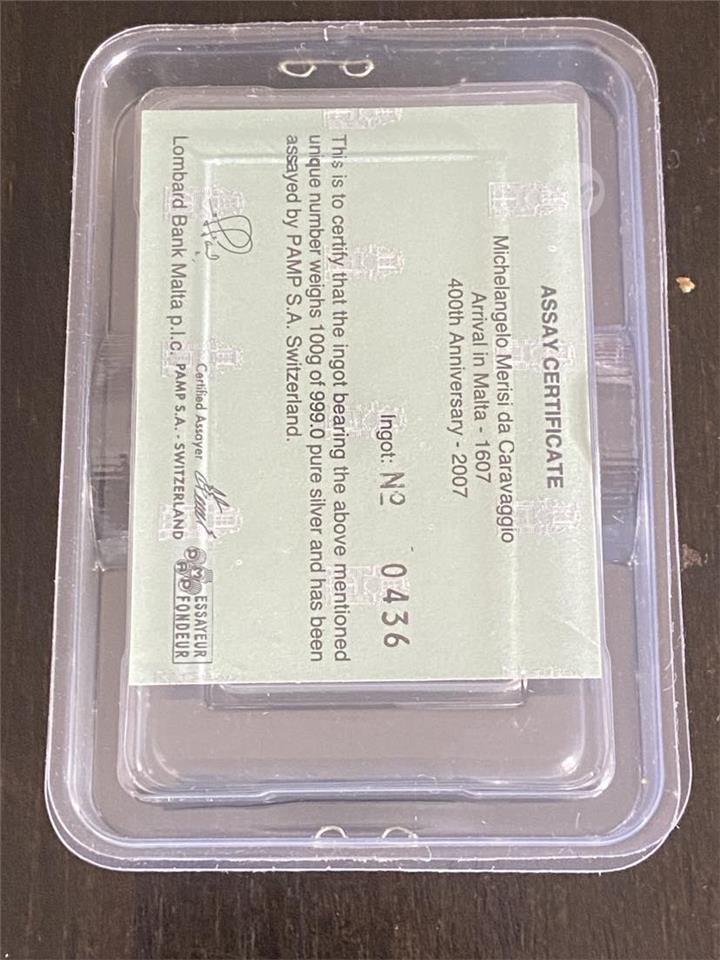 ASSAY CERTIFICATE
Michelangelo Merisi da Caravaggio
Arrival in Malta - 1607
400th Anniversary - 2007
Ingot: Nº 0436
This is to certify that the ingot bearing the above mentioned
unique number weighs 100g of 999.0 pure silver and has been
assayed by PAMP S.A. Switzerland.
Certified Assayer
Lombard Bank Malta p.l.c.
PAMP S.A. - SWITZERLAND
PAMP
ESSAYEUR
FONDEUR